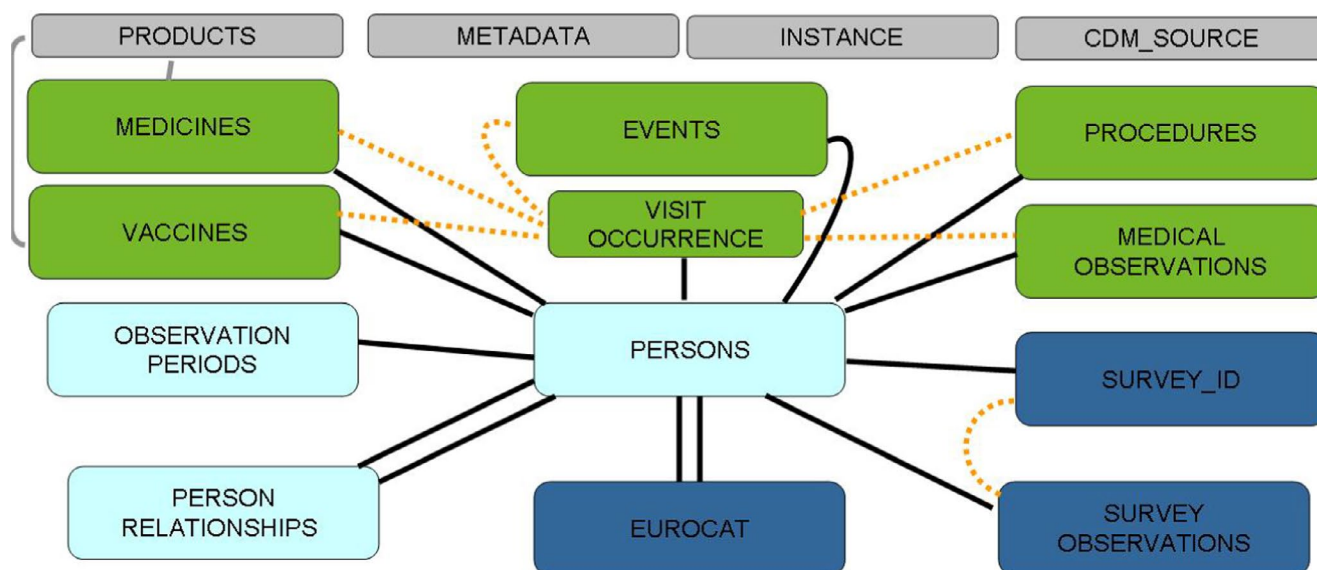 PRODUCTS
METADATA
INSTANCE
CDM_SOURCE
MEDICINES
EVENTS
PROCEDURES
VACCINES
VISIT
OCCURRENCE
MEDICAL
OBSERVATIONS
OBSERVATION
PERIODS
PERSONS
SURVEY_ID
PERSON
RELATIONSHIPS
EUROCAT
SURVEY
OBSERVATIONS